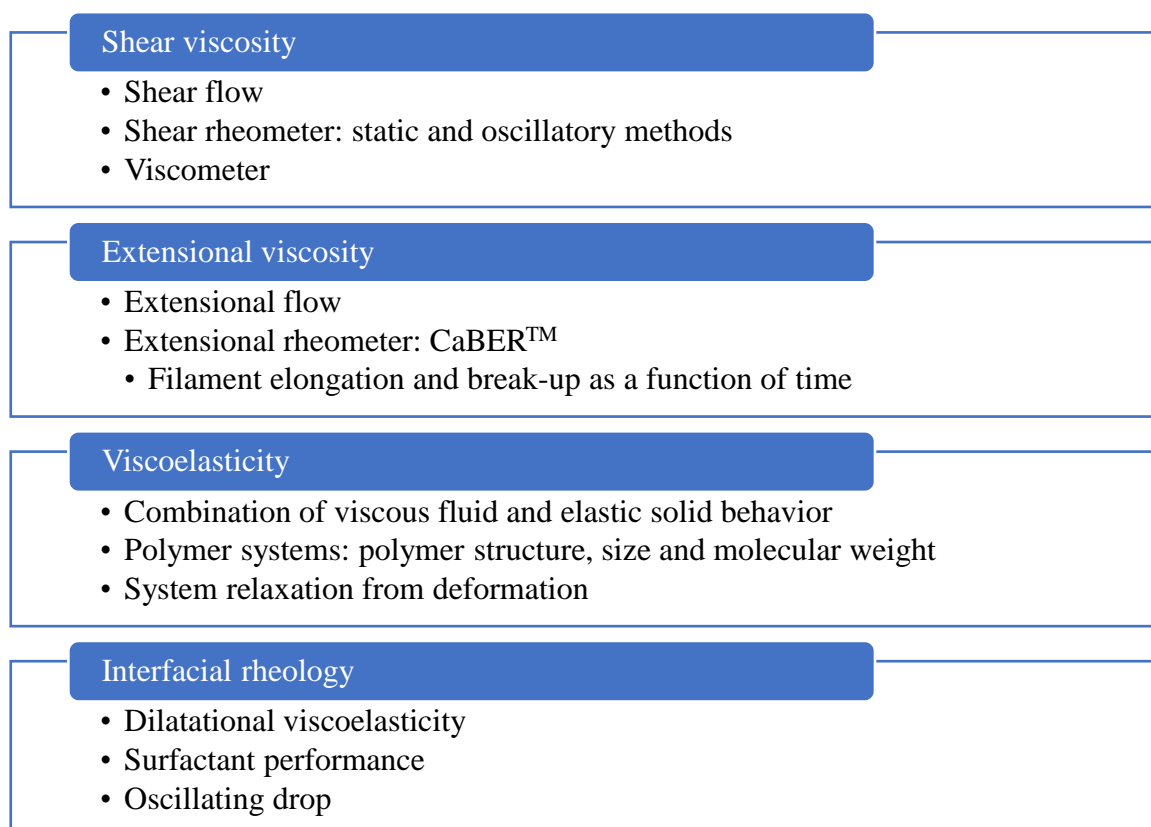 Shear viscosity
• Shear flow
• Shear rheometer: static and oscillatory methods
• Viscometer
Extensional viscosity
• Extensional flow
• Extensional rheometer: CaBER™
• Filament elongation and break-up as a function of time
Viscoelasticity
• Combination of viscous fluid and elastic solid behavior
• Polymer systems: polymer structure, size and molecular weight
• System relaxation from deformation
Interfacial rheology
• Dilatational viscoelasticity
• Surfactant performance
• Oscillating drop